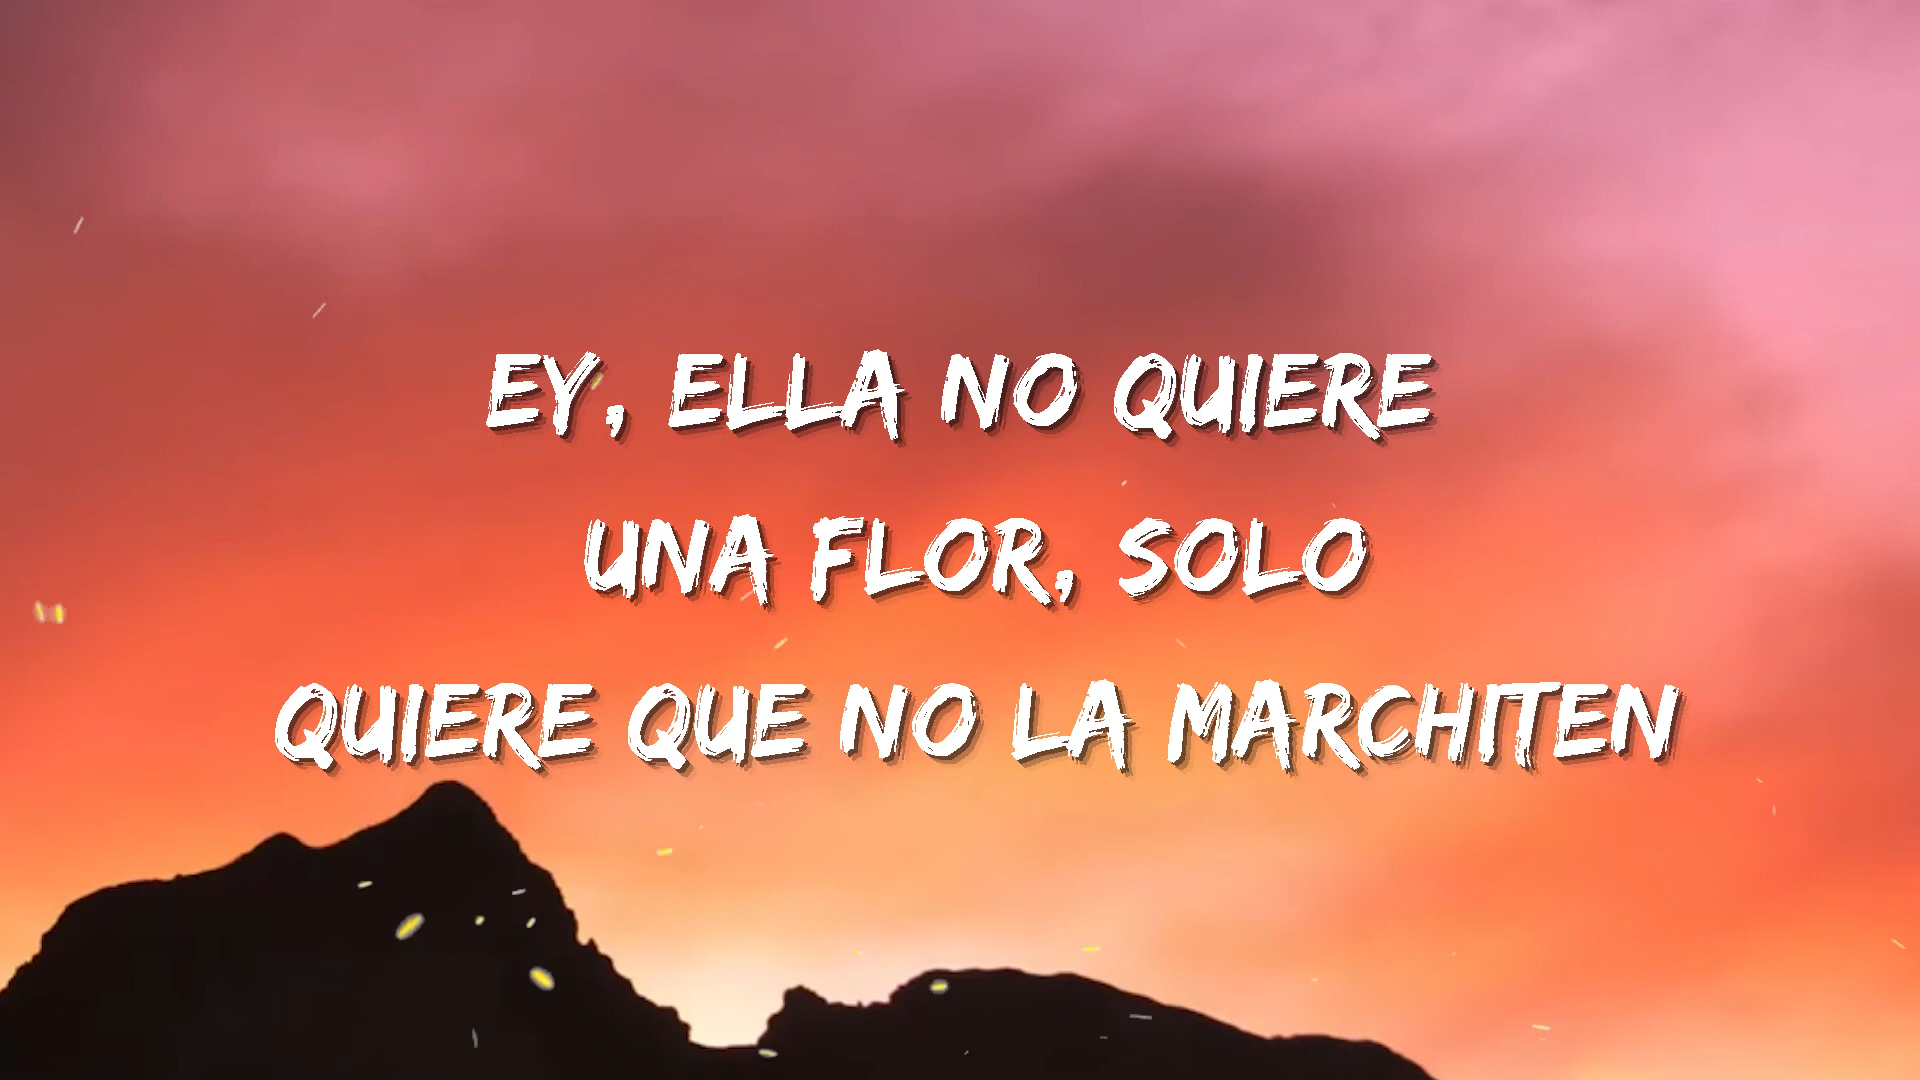 EY, ELLA NO QUIERE
UNA FLOR, SOLO
QUIERE QUE NO LA MARCHITEN